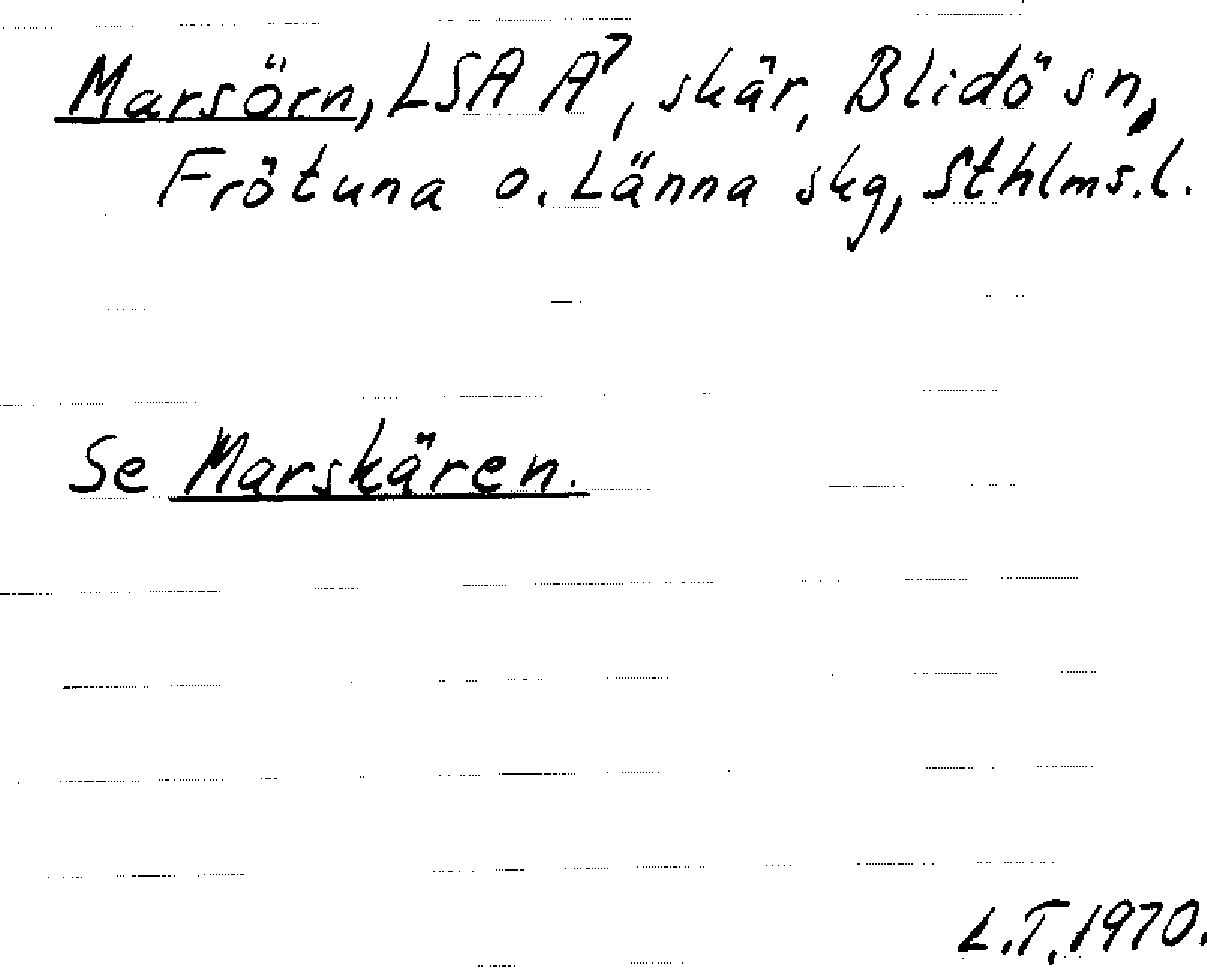 Marsörn, LSA A⁷, skär, Blidö sn,
Frötuna o. Länna skg, Sthlms.l.
Se Marskären.
L.T. 1970.